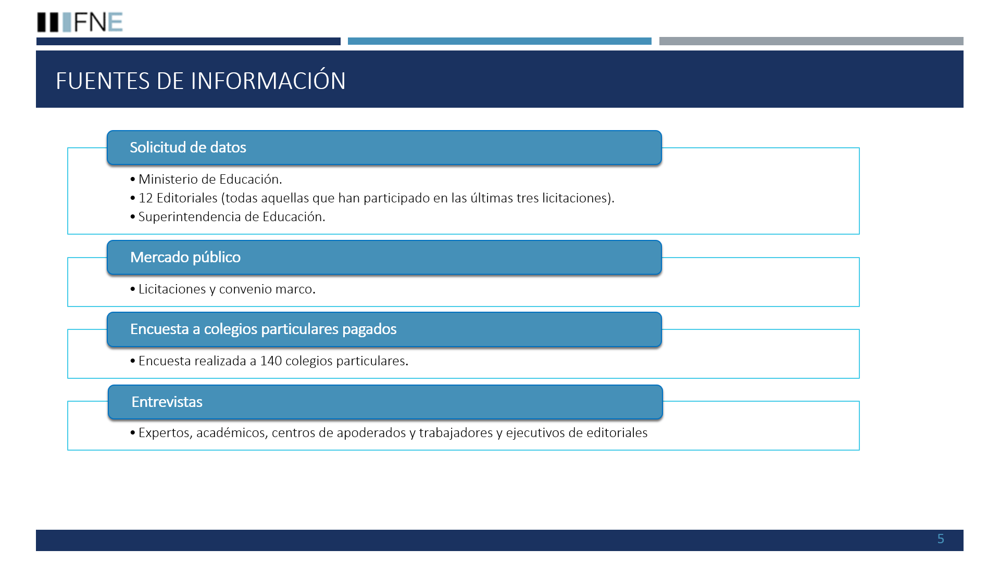 FNE
FUENTES DE INFORMACIÓN
Solicitud de datos
• Ministerio de Educación.
• 12 Editoriales (todas aquellas que han participado en las últimas tres licitaciones).
• Superintendencia de Educación.
Mercado público
• Licitaciones y convenio marco.
Encuesta a colegios particulares pagados
• Encuesta realizada a 140 colegios particulares.
Entrevistas
• Expertos, académicos, centros de apoderados y trabajadores y ejecutivos de editoriales
5